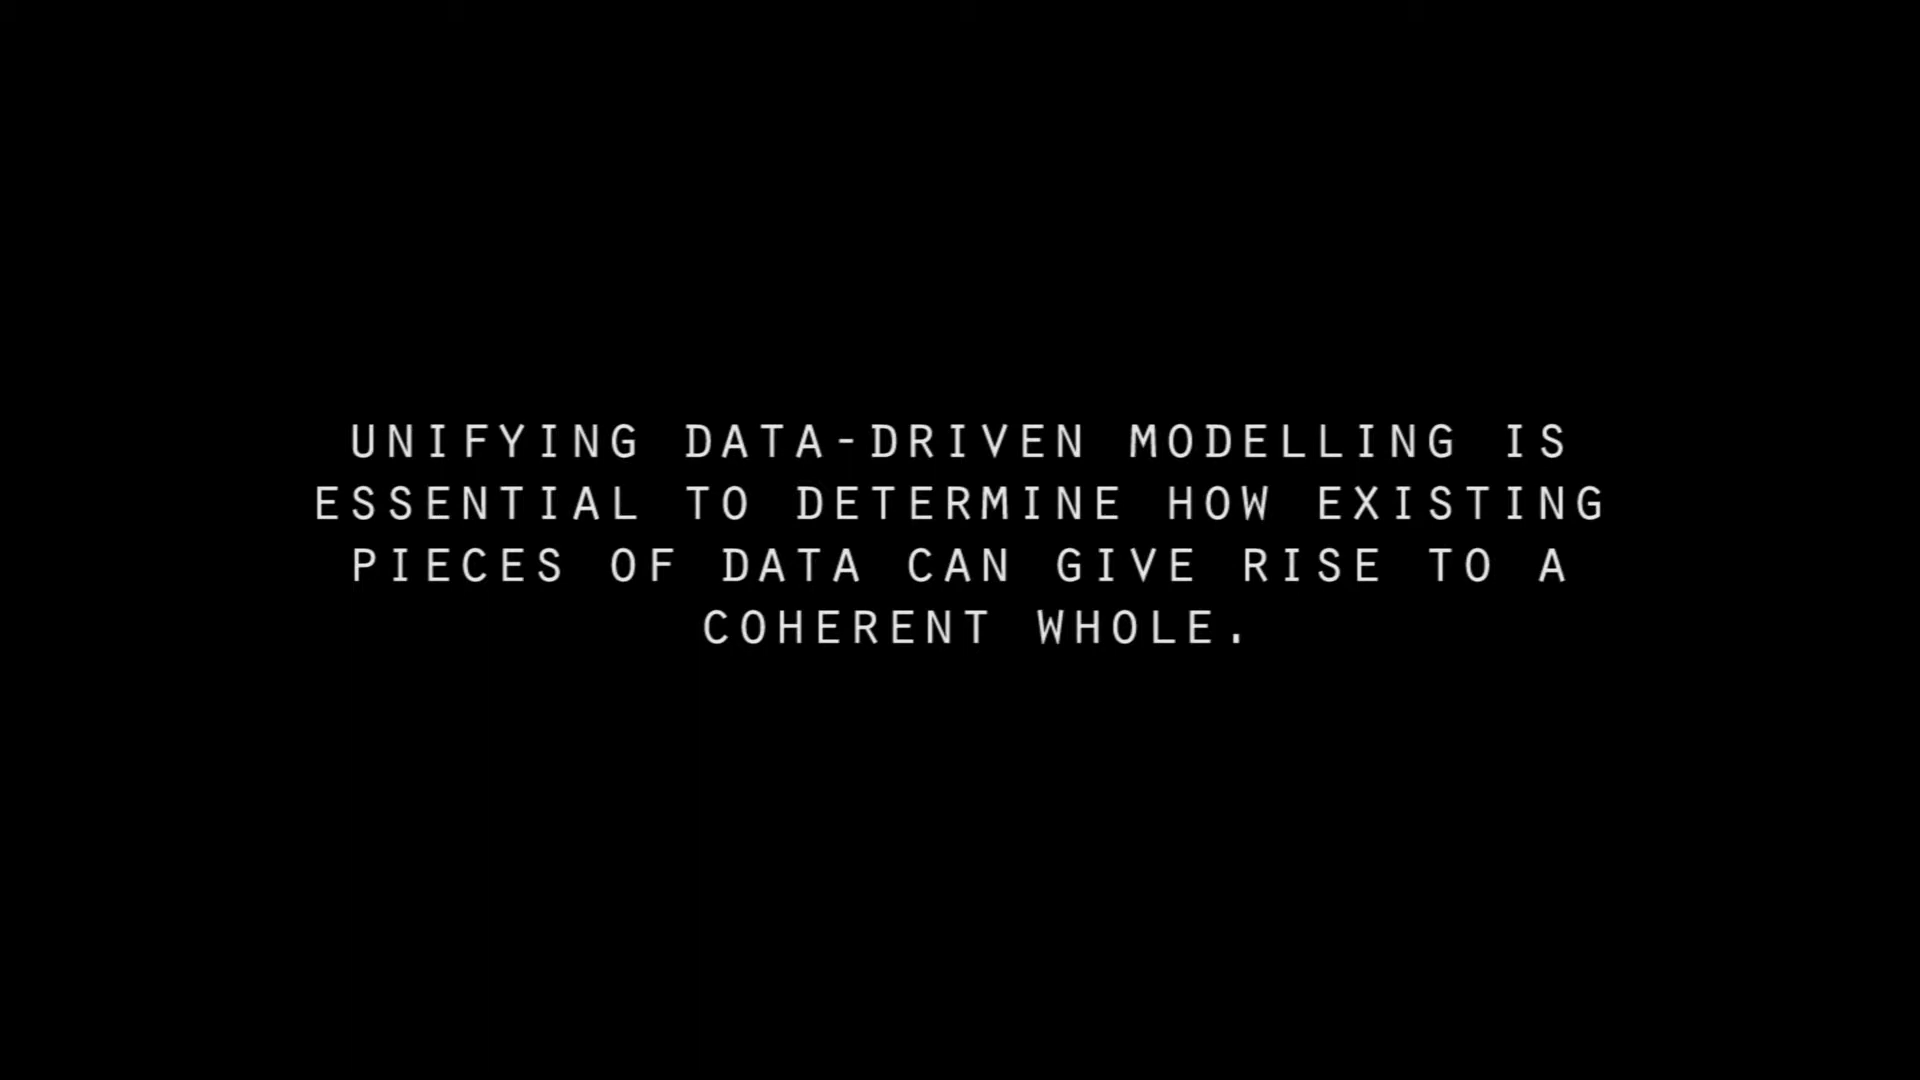 UNIFYING DATA-DRIVEN MODELLING IS
ESSENTIAL TO DETERMINE HOW EXISTING
PIECES OF DATA CAN GIVE RISE TO A
COHERENT WHOLE.